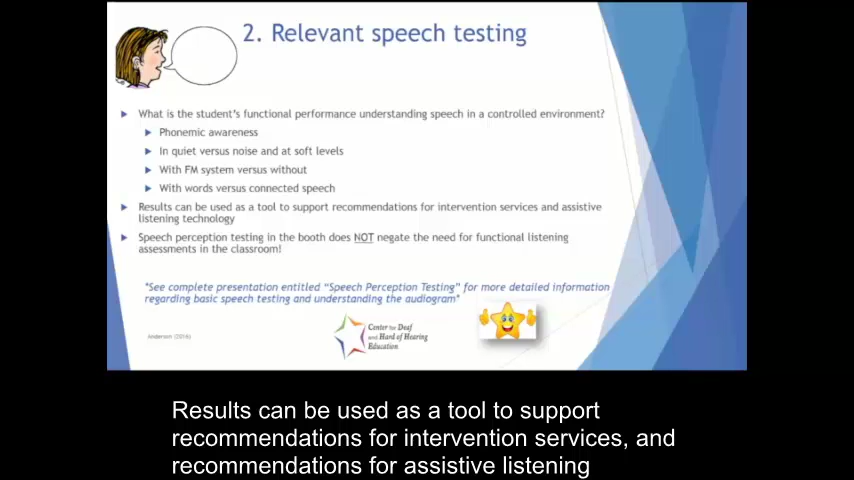 2. Relevant speech testing
What is the student's functional performance understanding speech in a controlled environment?
Phonemic awareness
In quiet versus noise and at soft levels
With FM system versus without
With words versus connected speech
Results can be used as a tool to support recommendations for intervention services and assistive
listening technology
Speech perception testing in the booth does NOT negate the need for functional listening
assessments in the classroom!
*See complete presentation entitled "Speech Perception Testing" for more detailed information
regarding basic speech testing and understanding the audiogram*
Anderson (2016)
Center for Deaf
and Hard of Hearing
Education
Results can be used as a tool to support
recommendations for intervention services, and
recommendations for assistive listening